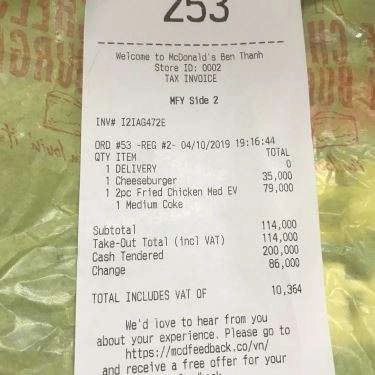 253
Welcome to McDonald's Ben Thanh
Store ID: 0002
TAX INVOICE
MFY Side 2
INV# I2IAG472E
ORD #53 -REG #2- 04/10/2019 19:16:44
QTY ITEM TOTAL
1 DELIVERY 0
1 Cheeseburger 35,000
1 2pc Fried Chicken Med EV 79,000
1 Medium Coke
Subtotal 114,000
Take-Out Total (incl VAT) 114,000
Cash Tendered 200,000
Change 86,000
TOTAL INCLUDES VAT OF 10,364
We'd love to hear from you
about your experience. Please go to
https://mcdfeedback.co/vn/
and receive a free offer for your